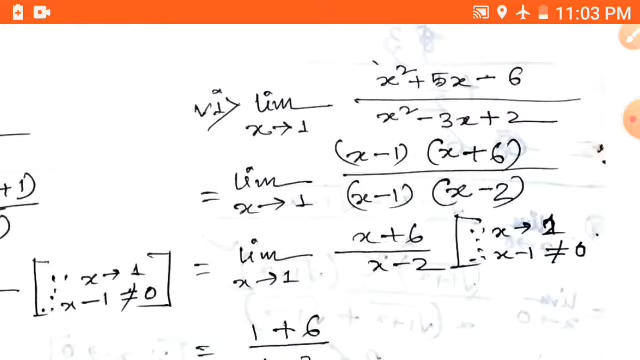 11:03 PM
vi> lim x→1 (x² + 5x − 6)/(x² − 3x + 2)
= lim x→1 (x−1) (x+6)/(x−1) (x−2)
= lim x→1 (x+6)/(x−2) [∵ x→1 ∴ x−1 ≠ 0
[∵ x→1 ∴ x−1 ≠ 0]
= 1+6